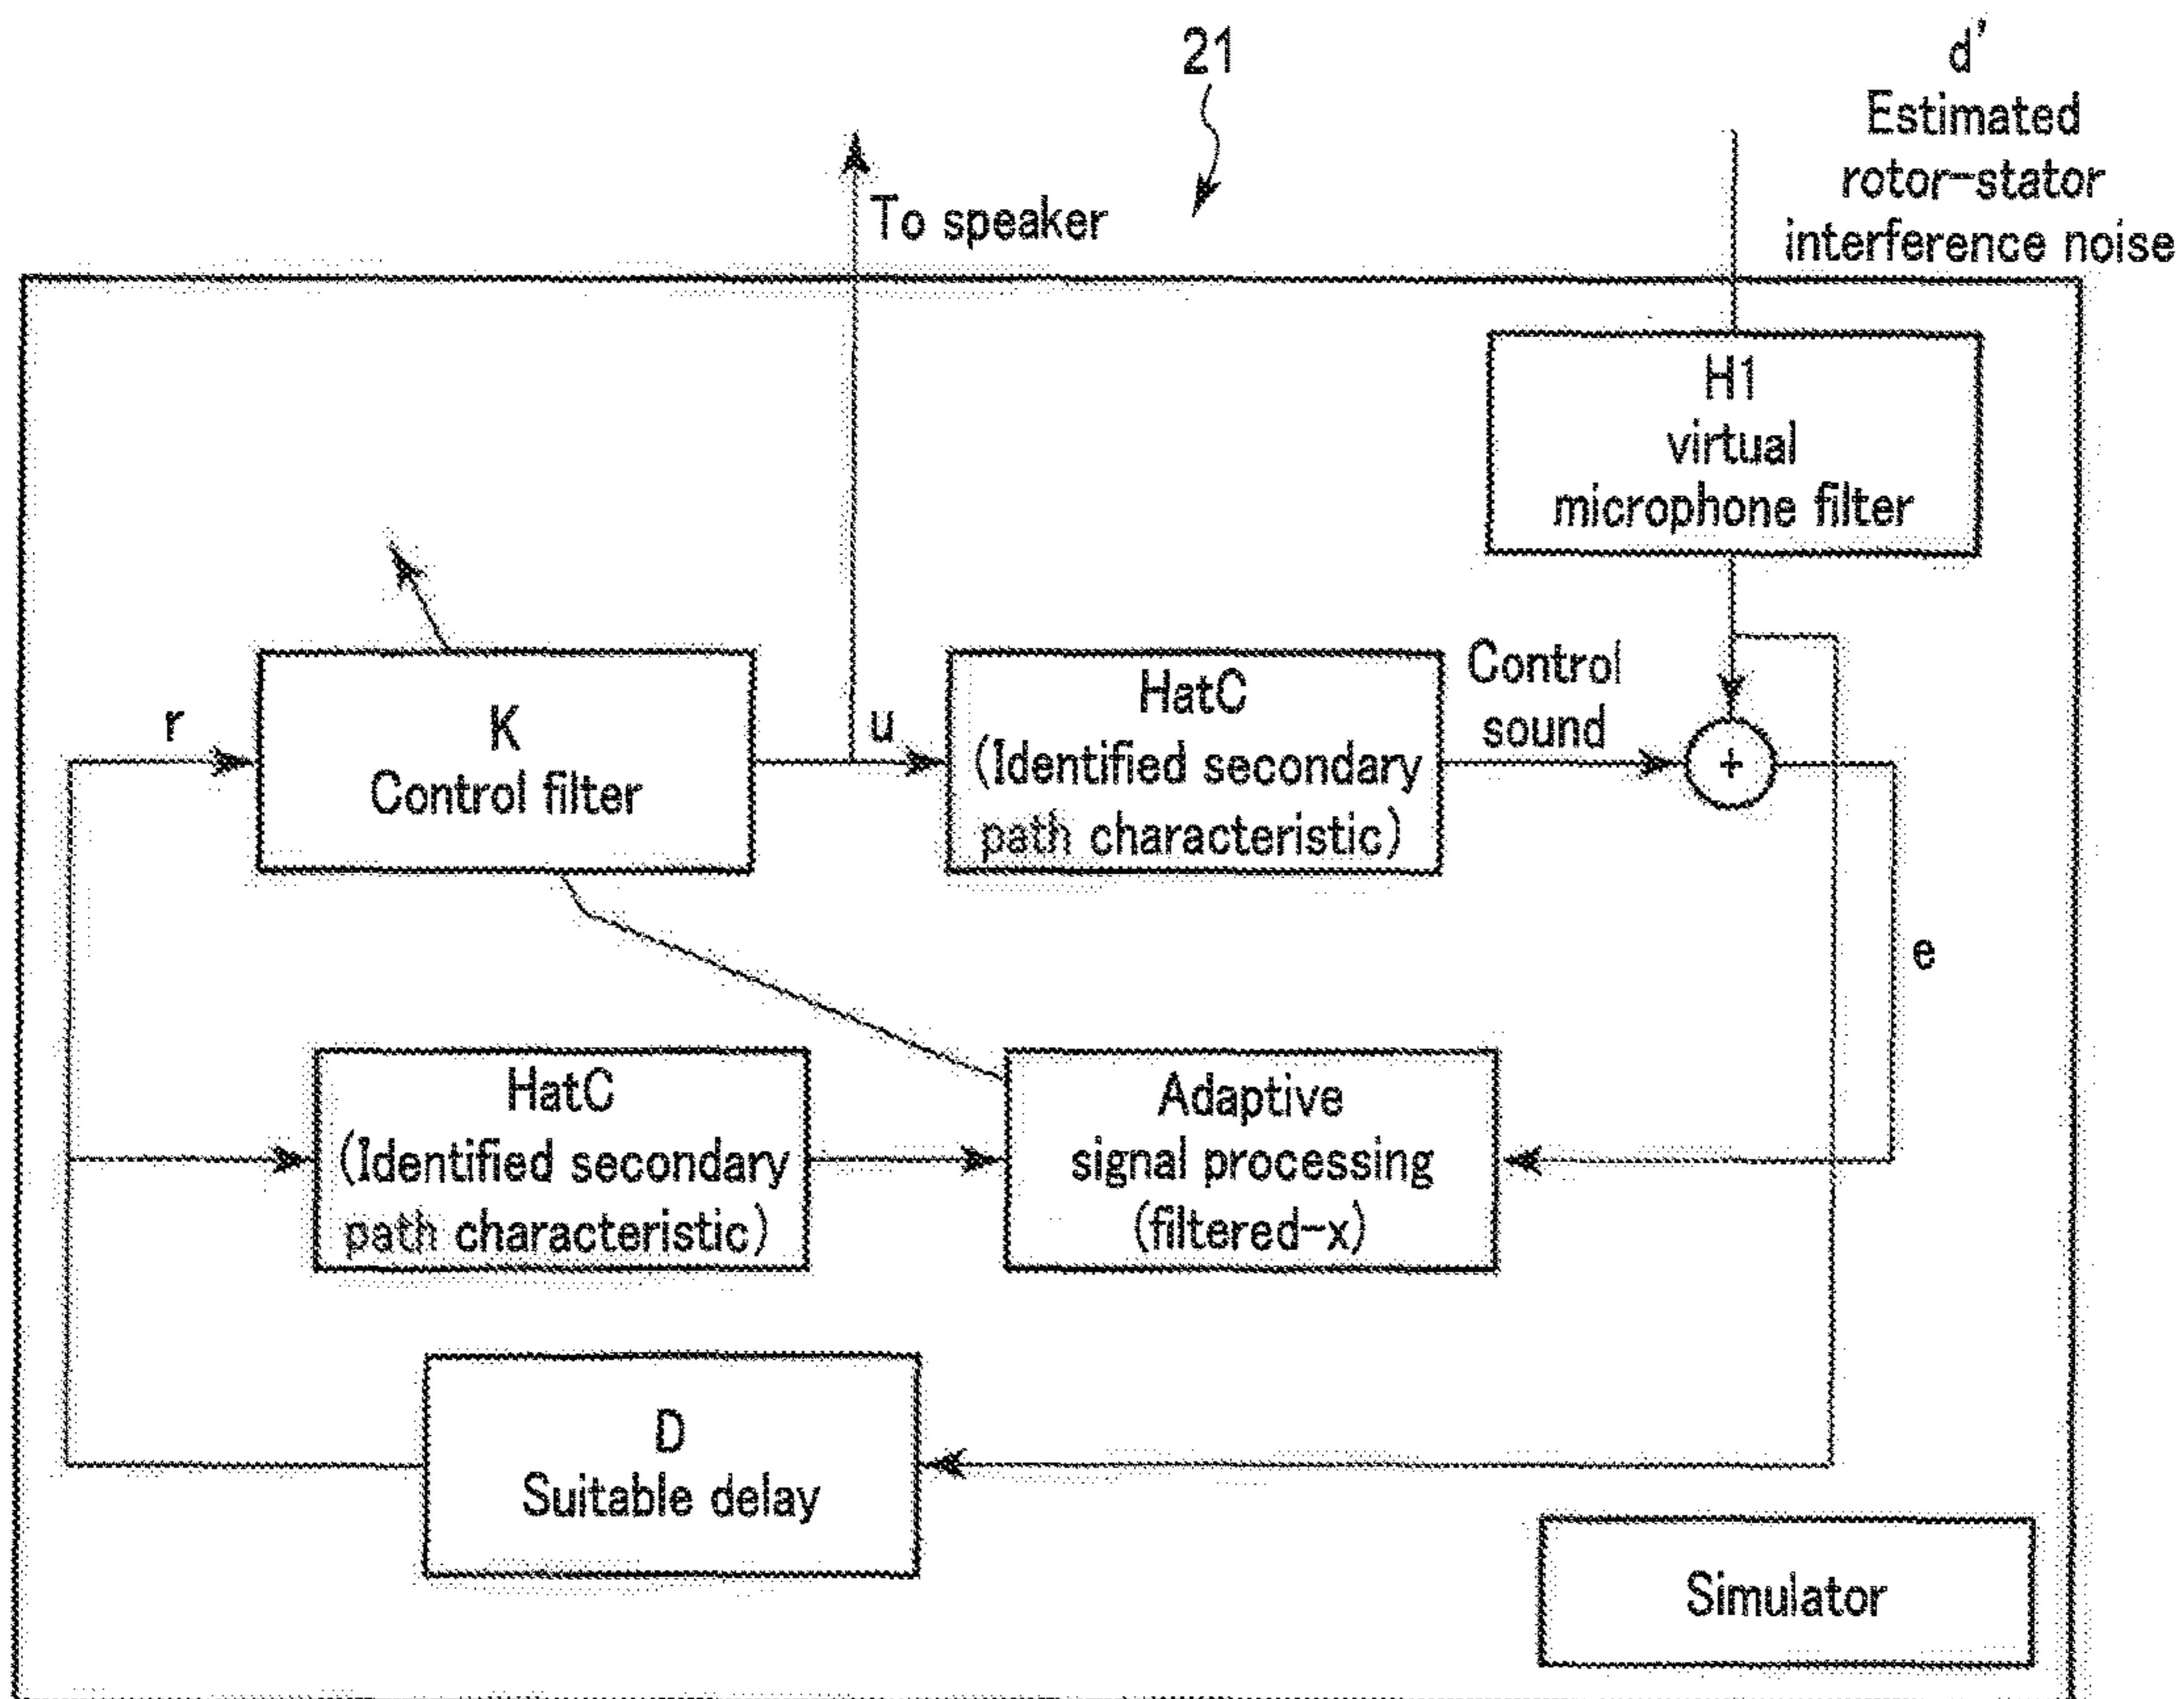 21
d'
Estimated
rotor-stator
interference noise
To speaker
H1
virtual
microphone filter
r
K
Control filter
u
HatC
(Identified secondary
path characteristic)
Control
sound
+
e
HatC
(Identified secondary
path characteristic)
Adaptive
signal processing
(filtered-x)
D
Suitable delay
Simulator